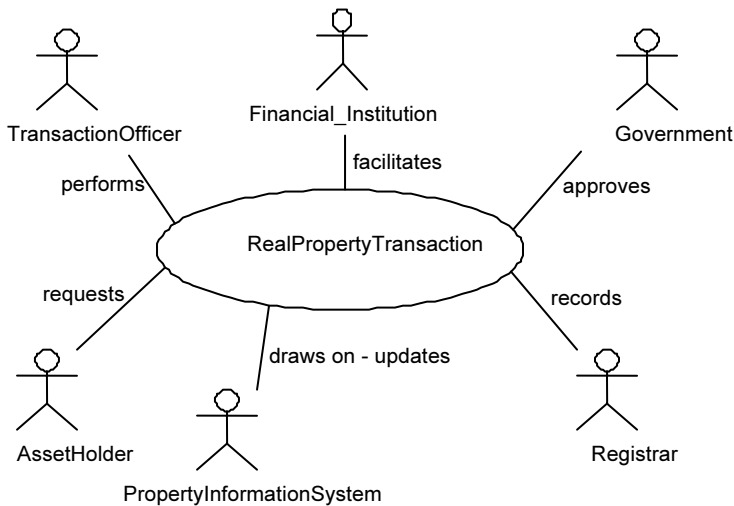 Financial_Institution
TransactionOfficer
Government
facilitates
performs
approves
RealPropertyTransaction
requests
records
draws on - updates
AssetHolder
Registrar
PropertyInformationSystem